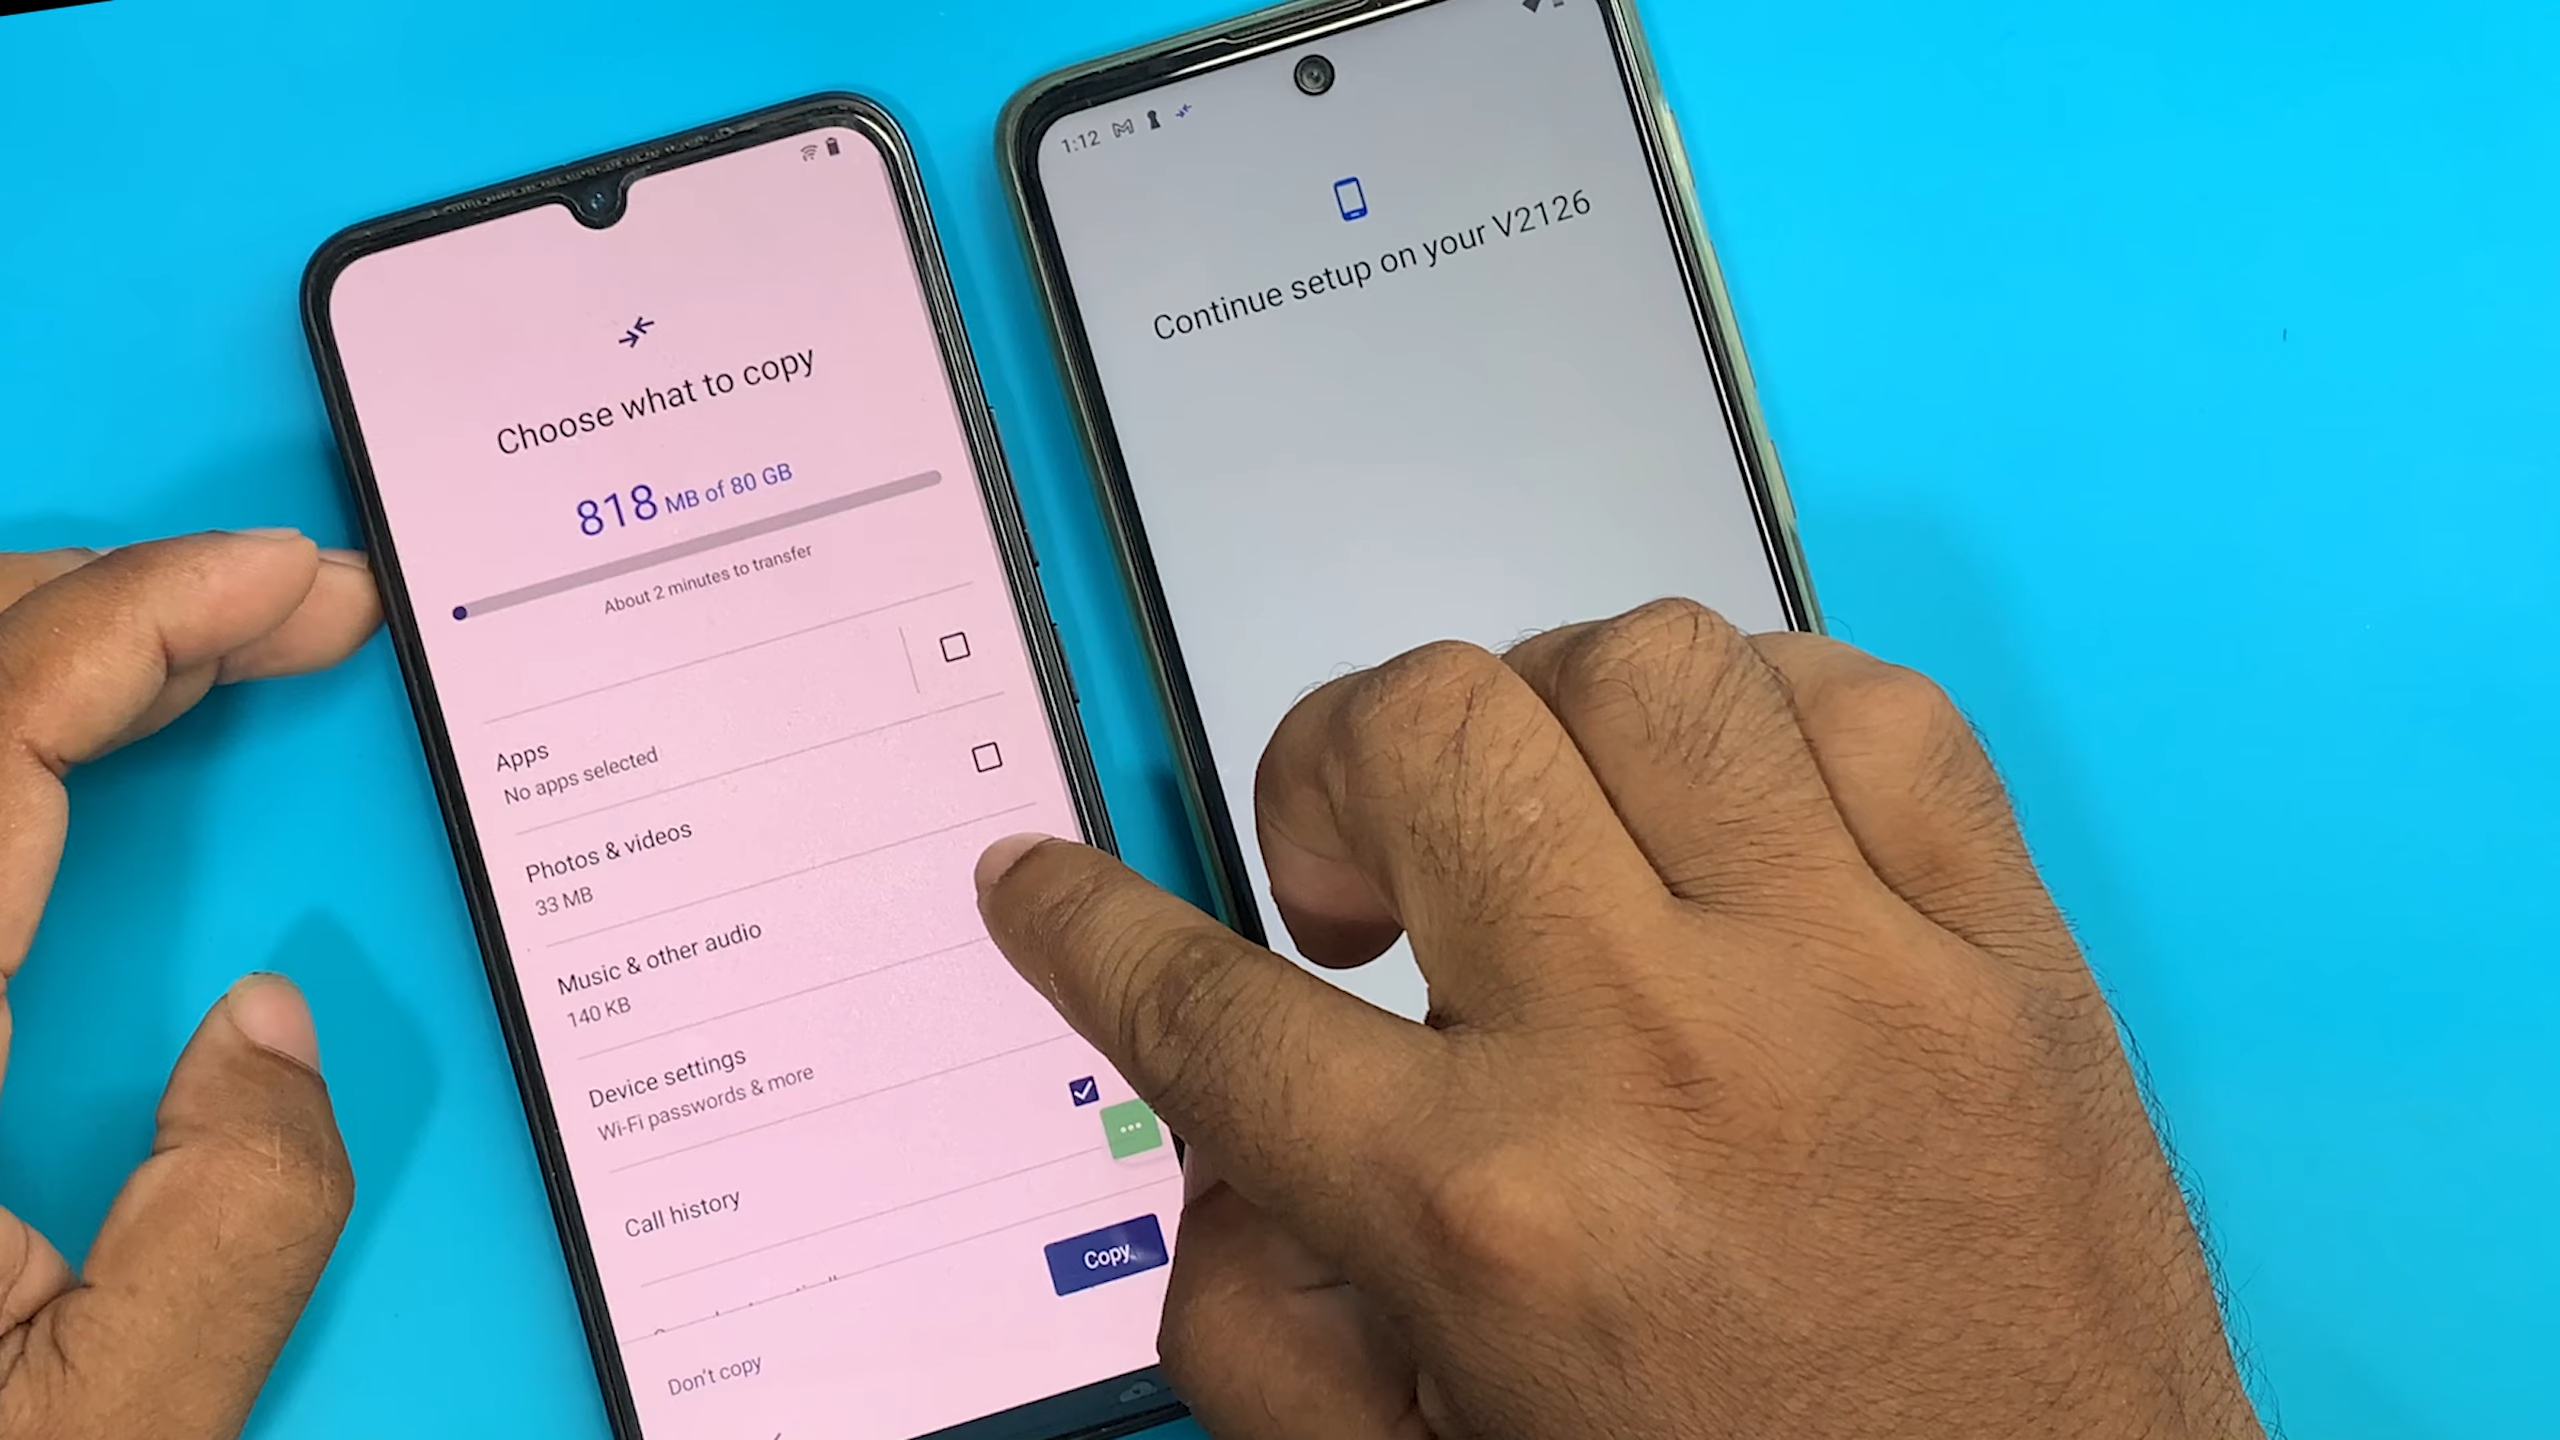 Choose what to copy
818 MB of 80 GB
About 2 minutes to transfer
Apps
No apps selected
Photos & videos
33 MB
Music & other audio
140 KB
Device settings
Wi-Fi passwords & more
Call history
Copy
Don't copy
1:12
Continue setup on your V2126